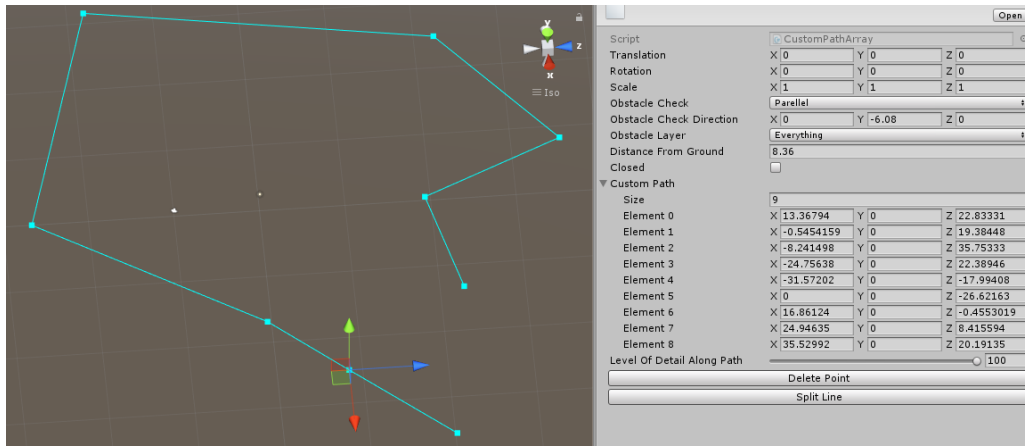 y
z
x
Iso
Open
Script CustomPathArray
Translation X 0 Y 0 Z 0
Rotation X 0 Y 0 Z 0
Scale X 1 Y 1 Z 1
Obstacle Check Parellel
Obstacle Check Direction X 0 Y -6.08 Z 0
Obstacle Layer Everything
Distance From Ground 8.36
Closed
Custom Path
Size 9
Element 0 X 13.36794 Y 0 Z 22.83331
Element 1 X -0.5454159 Y 0 Z 19.38448
Element 2 X -8.241498 Y 0 Z 35.75333
Element 3 X -24.75638 Y 0 Z 22.38946
Element 4 X -31.57202 Y 0 Z -17.99408
Element 5 X 0 Y 0 Z -26.62163
Element 6 X 16.86124 Y 0 Z -0.4553019
Element 7 X 24.94635 Y 0 Z 8.415594
Element 8 X 35.52992 Y 0 Z 20.19135
Level Of Detail Along Path 100
Delete Point
Split Line